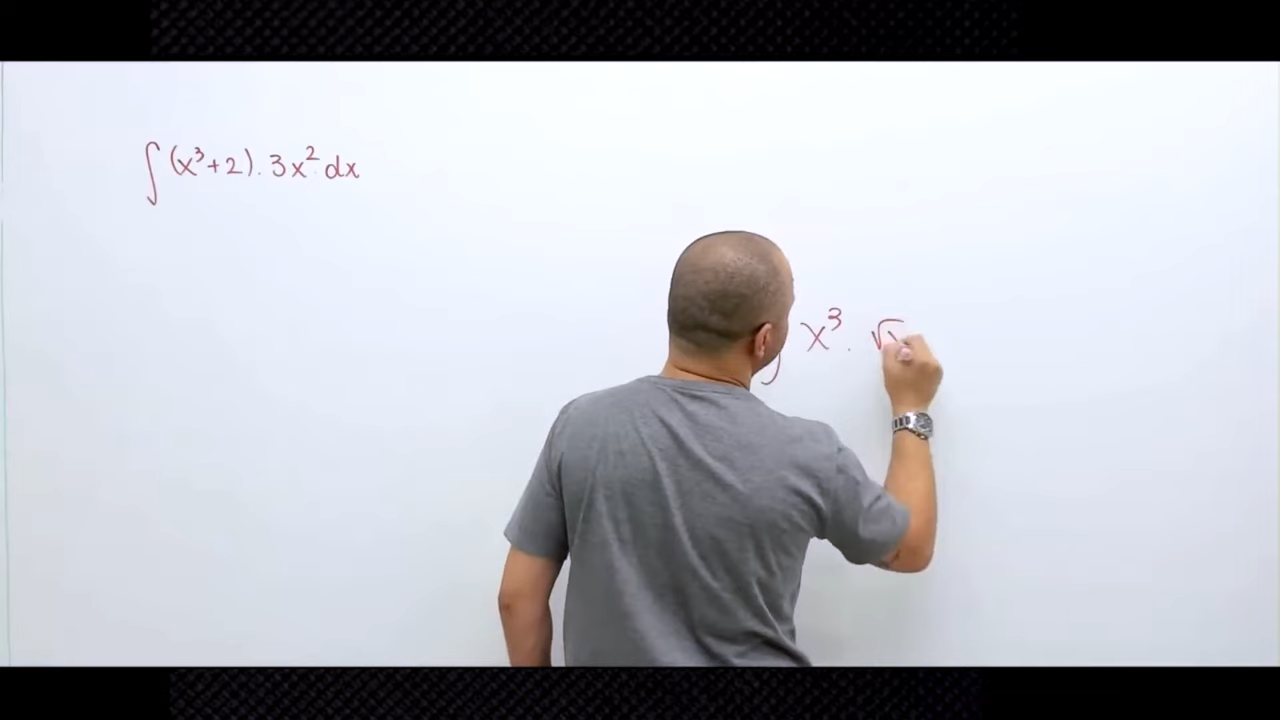 ∫(x³+2).3x² dx
∫ x³. √